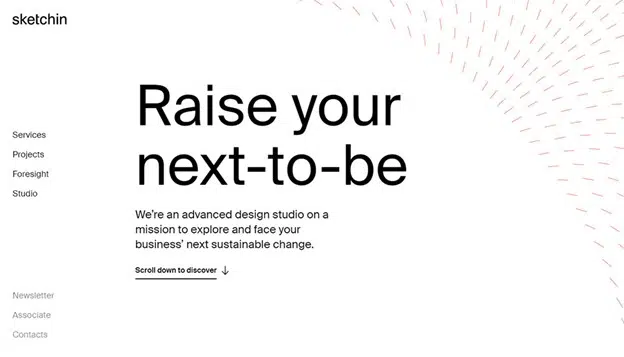 sketchin
Raise your
next-to-be
Services
Projects
Foresight
Studio
We're an advanced design studio on a
mission to explore and face your
business' next sustainable change.
Scroll down to discover ↓
Newsletter
Associate
Contacts